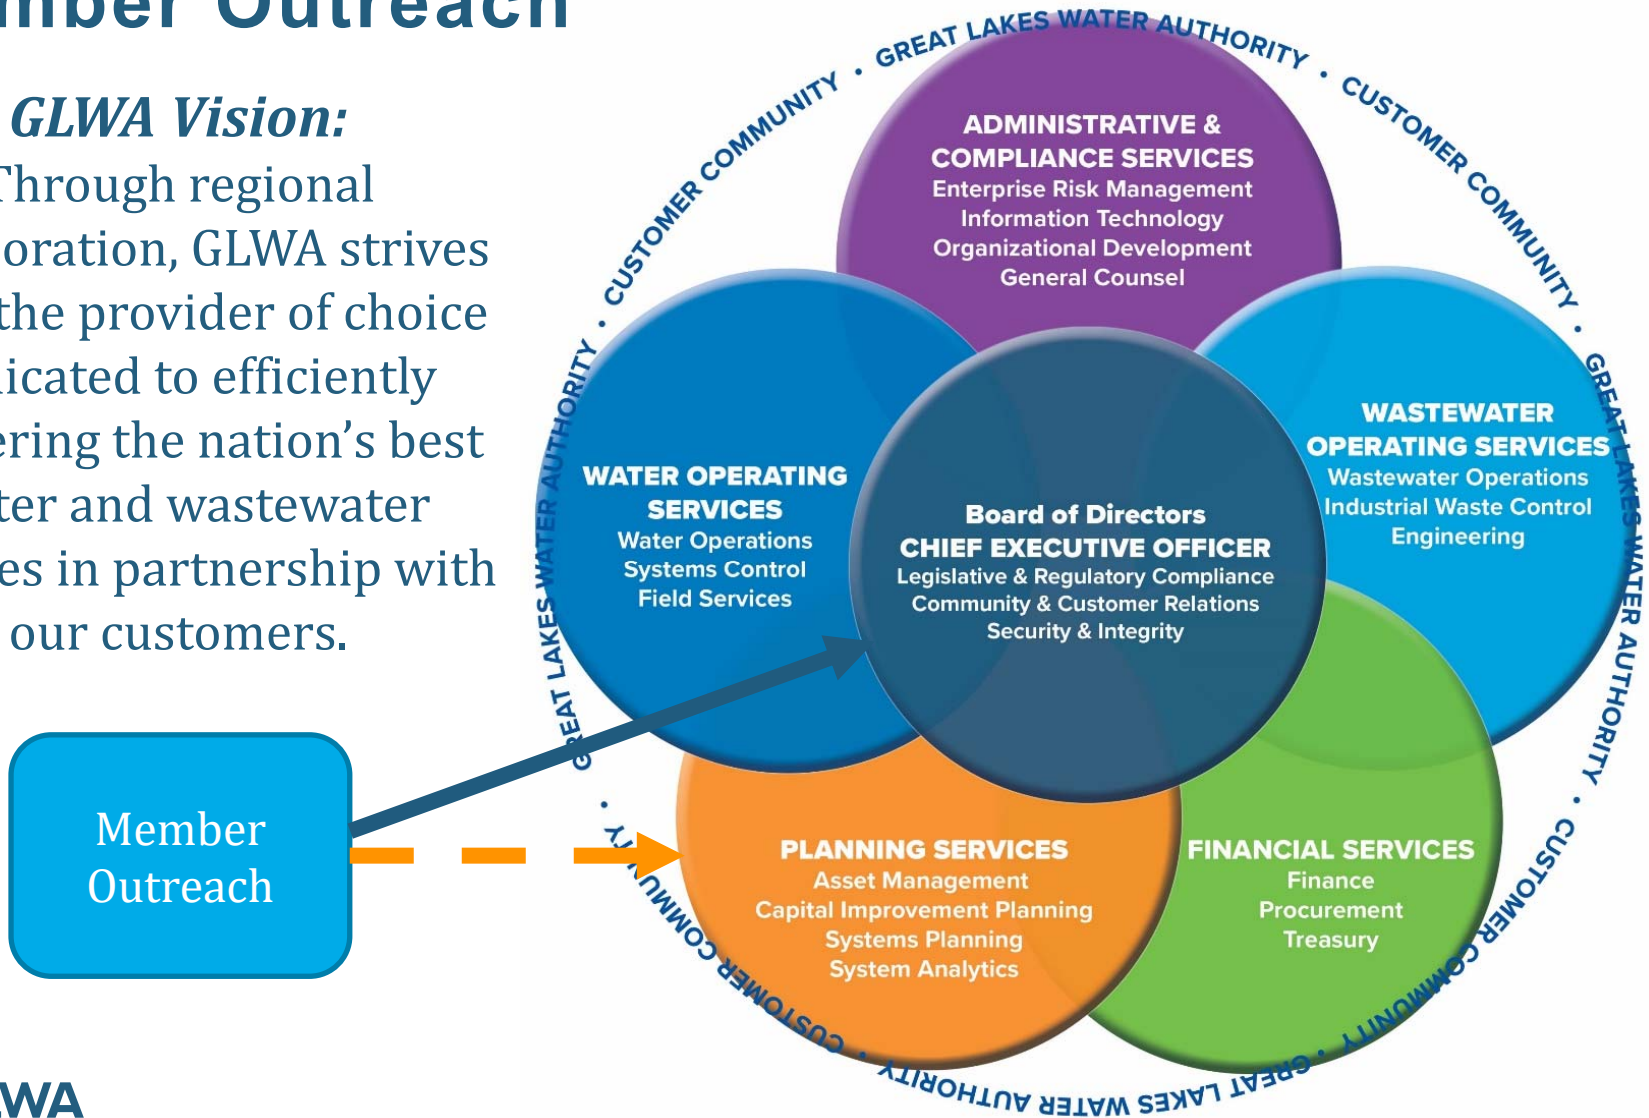 mber Outreach
GLWA Vision:
Through regional
oration, GLWA strives
the provider of choice
icated to efficiently
ering the nation's best
ter and wastewater
es in partnership with
our customers.
Member
Outreach
WA
GREAT LAKES WATER AUTHORITY • CUSTOMER COMMUNITY • GREAT LAKES WATER AUTHORITY • CUSTOMER COMMUNITY • GREAT LAKES WATER AUTHORITY • CUSTOMER COMMUNITY • GREAT LAKES WATER AUTHORITY • CUSTOMER COMMUNITY •
ADMINISTRATIVE &
COMPLIANCE SERVICES
Enterprise Risk Management
Information Technology
Organizational Development
General Counsel
WATER OPERATING
SERVICES
Water Operations
Systems Control
Field Services
Board of Directors
CHIEF EXECUTIVE OFFICER
Legislative & Regulatory Compliance
Community & Customer Relations
Security & Integrity
WASTEWATER
OPERATING SERVICES
Wastewater Operations
Industrial Waste Control
Engineering
PLANNING SERVICES
Asset Management
Capital Improvement Planning
Systems Planning
System Analytics
FINANCIAL SERVICES
Finance
Procurement
Treasury